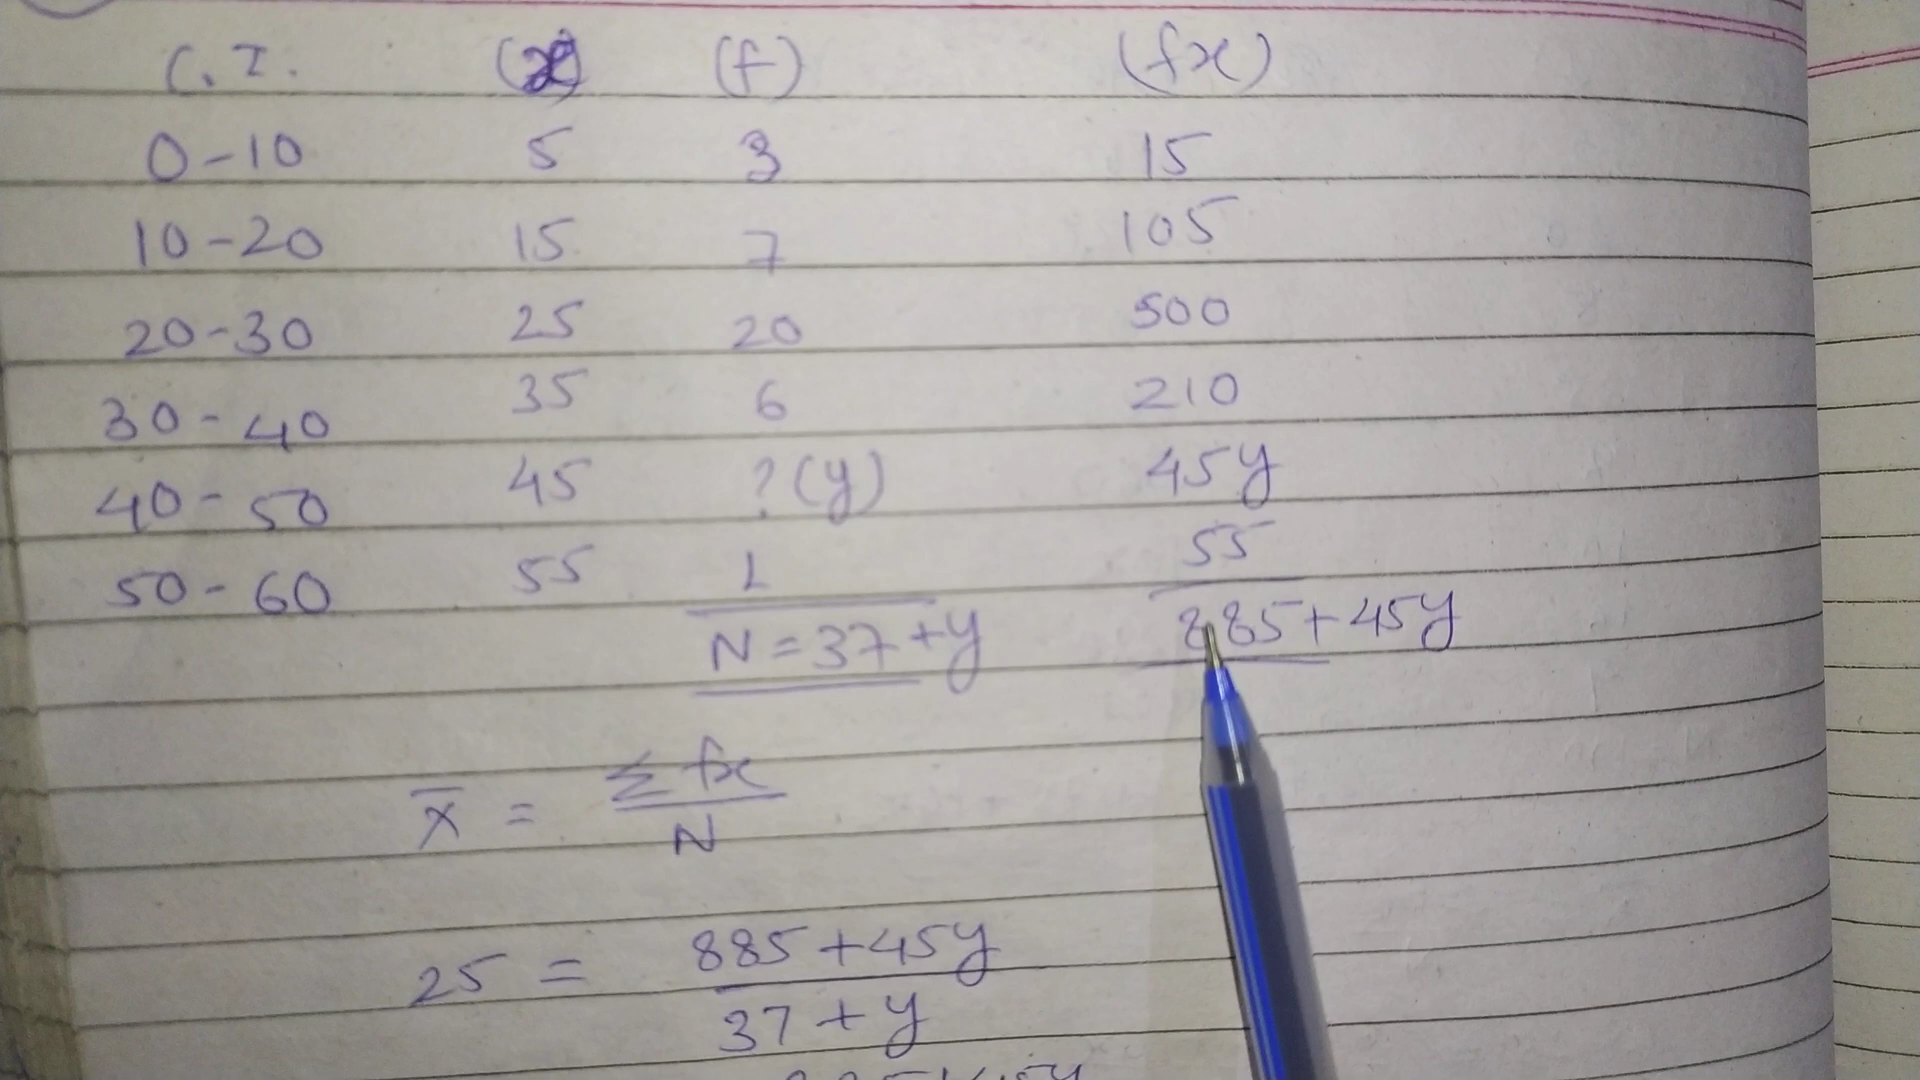 C.I. (x) (f) (fx)
0-10 5 3 15
10-20 15 7 105
20-30 25 20 500
30-40 35 6 210
40-50 45 ?(y) 45y
50-60 55 1 55
N=37+y 885+45y
x̄ = Σfx
N
25 = 885+45y
37+y